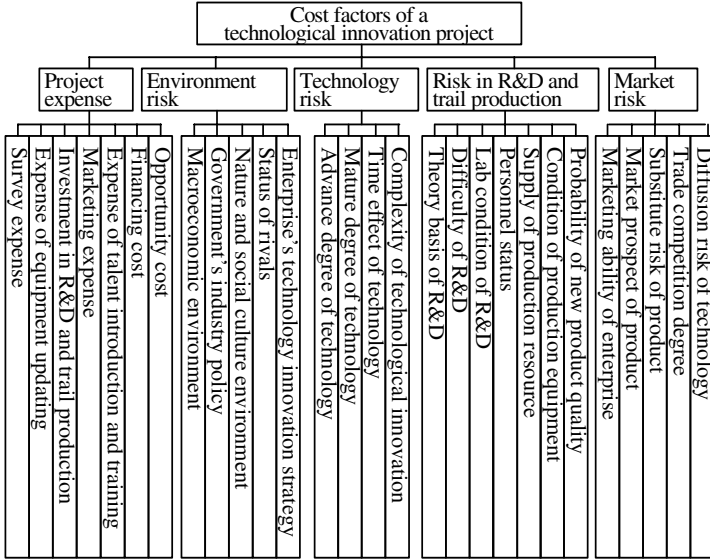 Cost factors of a
technological innovation project
Project
expense
Environment
risk
Technology
risk
Risk in R&D and
trail production
Market
risk
Survey expense
Expense of equipment updating
Investment in R&D and trail production
Marketing expense
Expense of talent introduction and training
Financing cost
Opportunity cost
Macroeconomic environment
Government's industry policy
Nature and social culture environment
Status of rivals
Enterprise's technology innovation strategy
Advance degree of technology
Mature degree of technology
Time effect of technology
Complexity of technological innovation
Theory basis of R&D
Difficulty of R&D
Lab condition of R&D
Personnel status
Supply of production resource
Condition of production equipment
Probability of new product quality
Marketing ability of enterprise
Market prospect of product
Substitute risk of product
Trade competition degree
Diffusion risk of technology